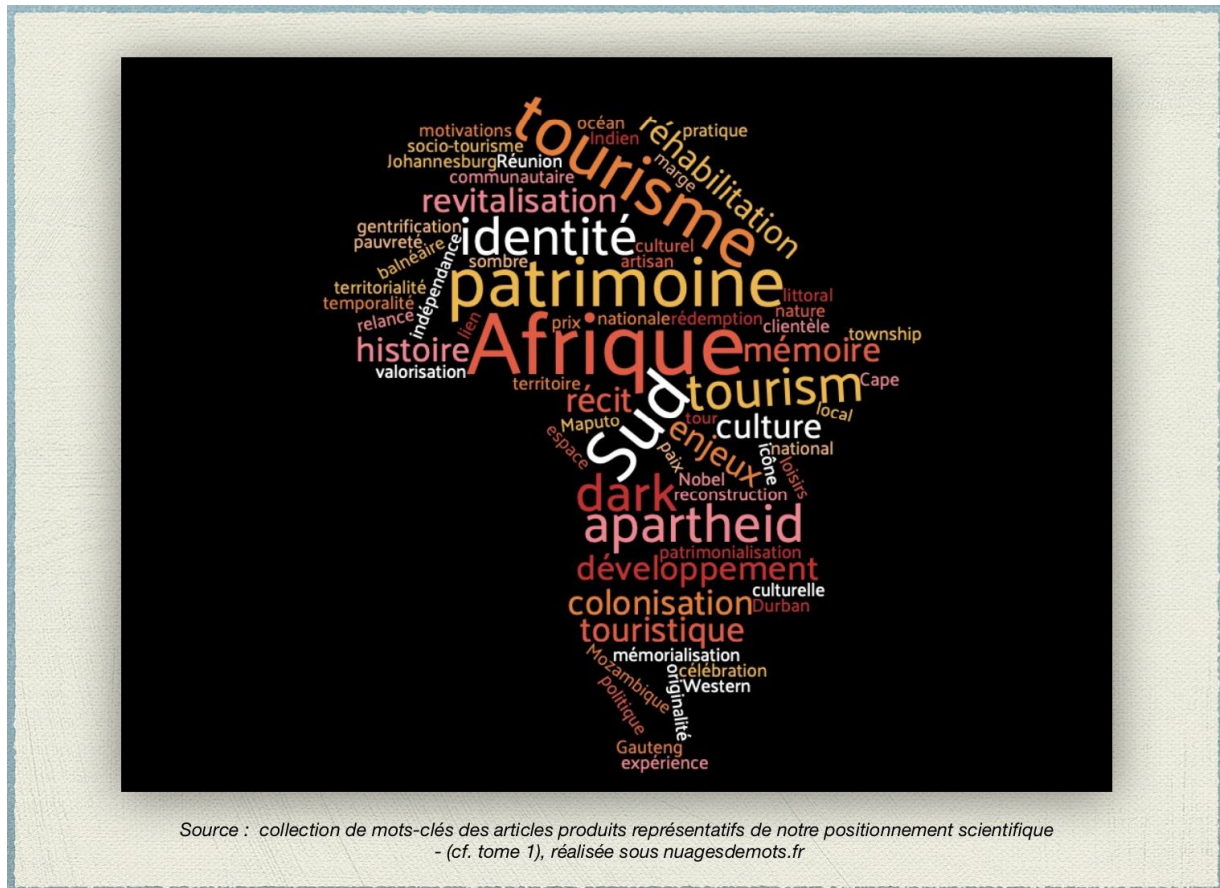 tourisme
océan
Indien
réhabilitation
pratique
motivations
socio-tourisme
Johannesburg
Réunion
marge
communautaire
revitalisation
gentrification
identité
culturel
pauvreté
balnéaire
sombre
artisan
indépendance
patrimoine
territorialité
littoral
temporalité
nature
relance
lien
prix
nationale
rédemption
clientèle
township
histoire
Afrique
mémoire
valorisation
territoire
Sud
tourism
Cape
récit
local
Maputo
tour
culture
espace
enjeux
paix
icône
national
loisirs
Nobel
dark
reconstruction
apartheid
patrimonialisation
développement
culturelle
colonisation
Durban
touristique
mémorialisation
Mozambique
célébration
originalité
Western
politique
Gauteng
expérience
Source : collection de mots-clés des articles produits représentatifs de notre positionnement scientifique
- (cf. tome 1), réalisée sous nuagesdemots.fr